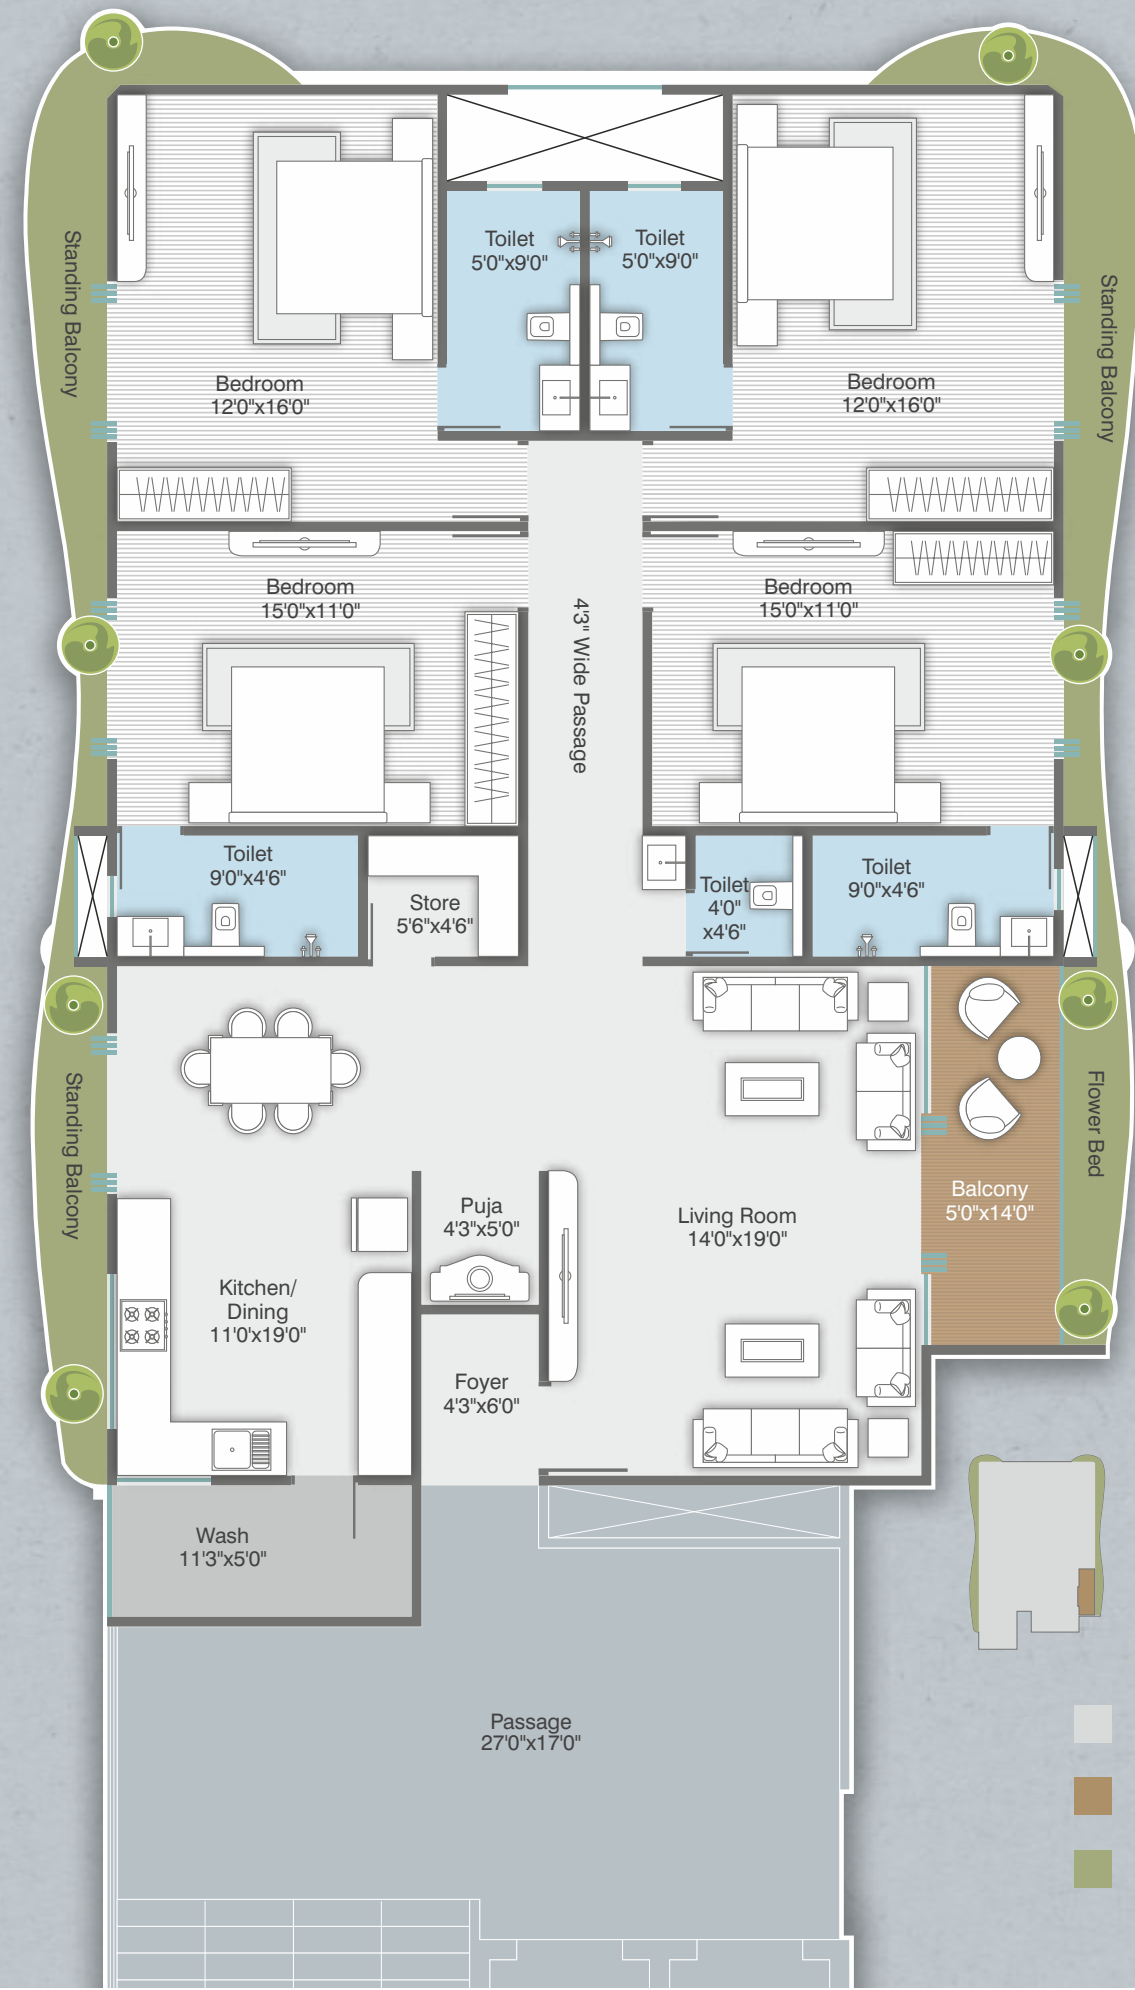 Toilet
5'0"x9'0"
Toilet
5'0"x9'0"
Standing Balcony
Standing Balcony
Bedroom
12'0"x16'0"
Bedroom
12'0"x16'0"
Bedroom
15'0"x11'0"
Bedroom
15'0"x11'0"
4'3" Wide Passage
Toilet
9'0"x4'6"
Store
5'6"x4'6"
Toilet
4'0"
x4'6"
Toilet
9'0"x4'6"
Standing Balcony
Flower Bed
Balcony
5'0"x14'0"
Puja
4'3"x5'0"
Living Room
14'0"x19'0"
Kitchen/
Dining
11'0'x19'0"
Foyer
4'3"x6'0"
Wash
11'3"x5'0"
Passage
27'0"x17'0"